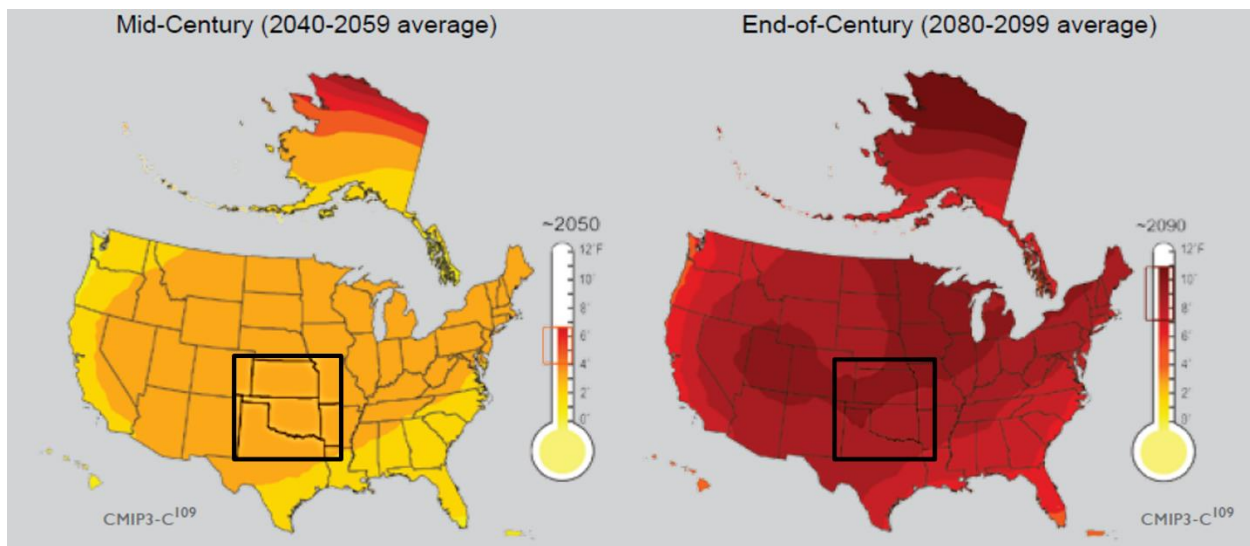 Mid-Century (2040-2059 average)
End-of-Century (2080-2099 average)
~2050
12°F
10°
8°
6°
4°
2°
0°
~2090
12°F
10°
8°
6°
4°
2°
0°
CMIP3-C109
CMIP3-C109